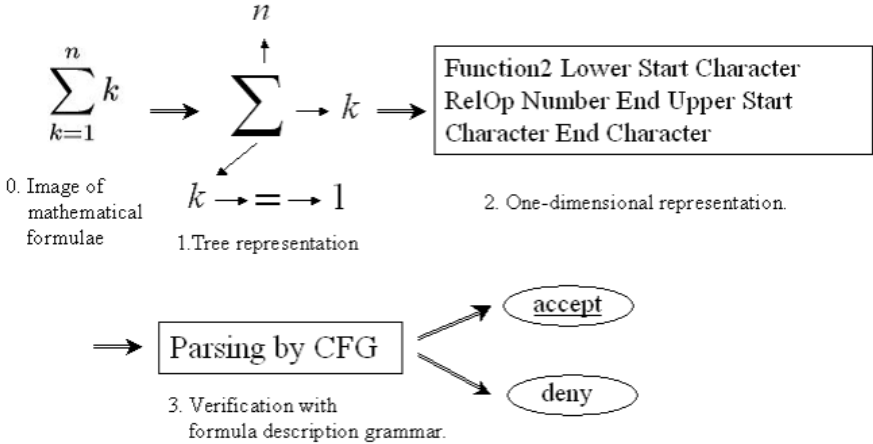 n
∑ k
k=1
n
∑ → k
k → = → 1
Function2 Lower Start Character
RelOp Number End Upper Start
Character End Character
0. Image of
mathematical
formulae
1.Tree representation
2. One-dimensional representation.
Parsing by CFG
accept
deny
3. Verification with
formula description grammar.